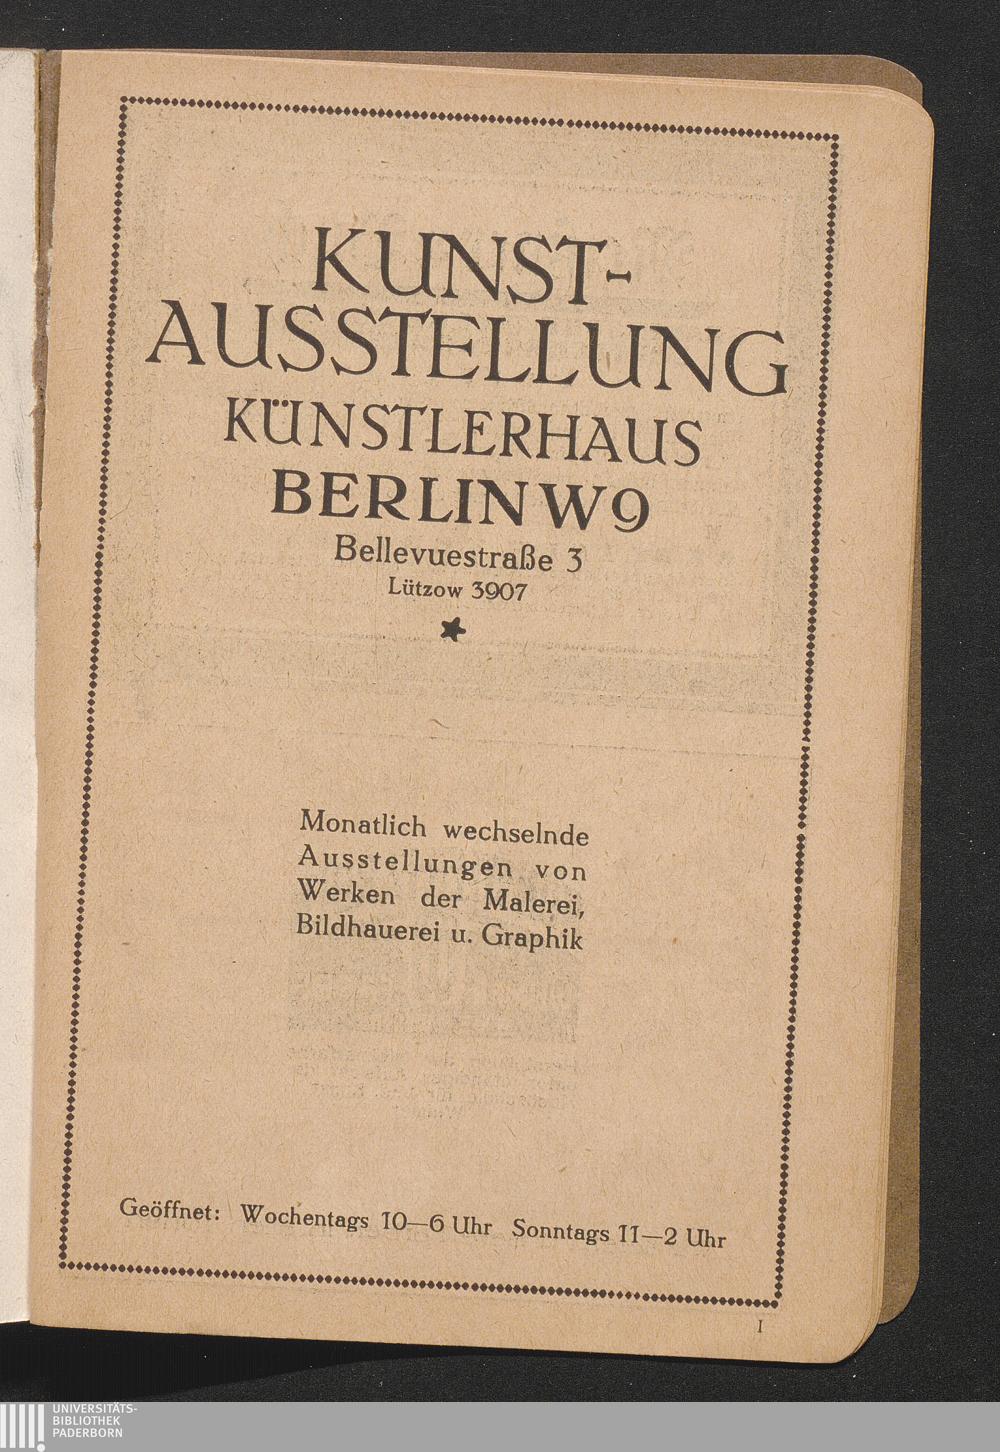 KUNST-
AUSSTELLUNG
KÜNSTLERHAUS
BERLIN W9
Bellevuestraße 3
Lützow 3907
Monatlich wechselnde
Ausstellungen von
Werken der Malerei,
Bildhauerei u. Graphik
Geöffnet: Wochentags 10—6 Uhr Sonntags 11—2 Uhr
I
UNIVERSITÄTS-
BIBLIOTHEK
PADERBORN